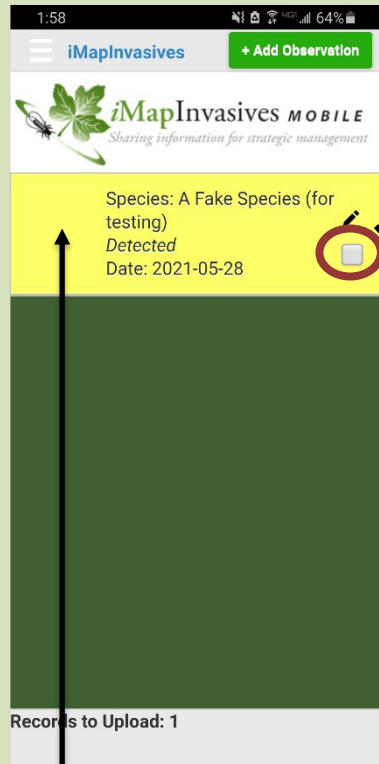 1:58 4GE 64%
iMapInvasives + Add Observation
iMapInvasives MOBILE
Sharing information for strategic management
Species: A Fake Species (for
testing)
Detected
Date: 2021-05-28
Records to Upload: 1